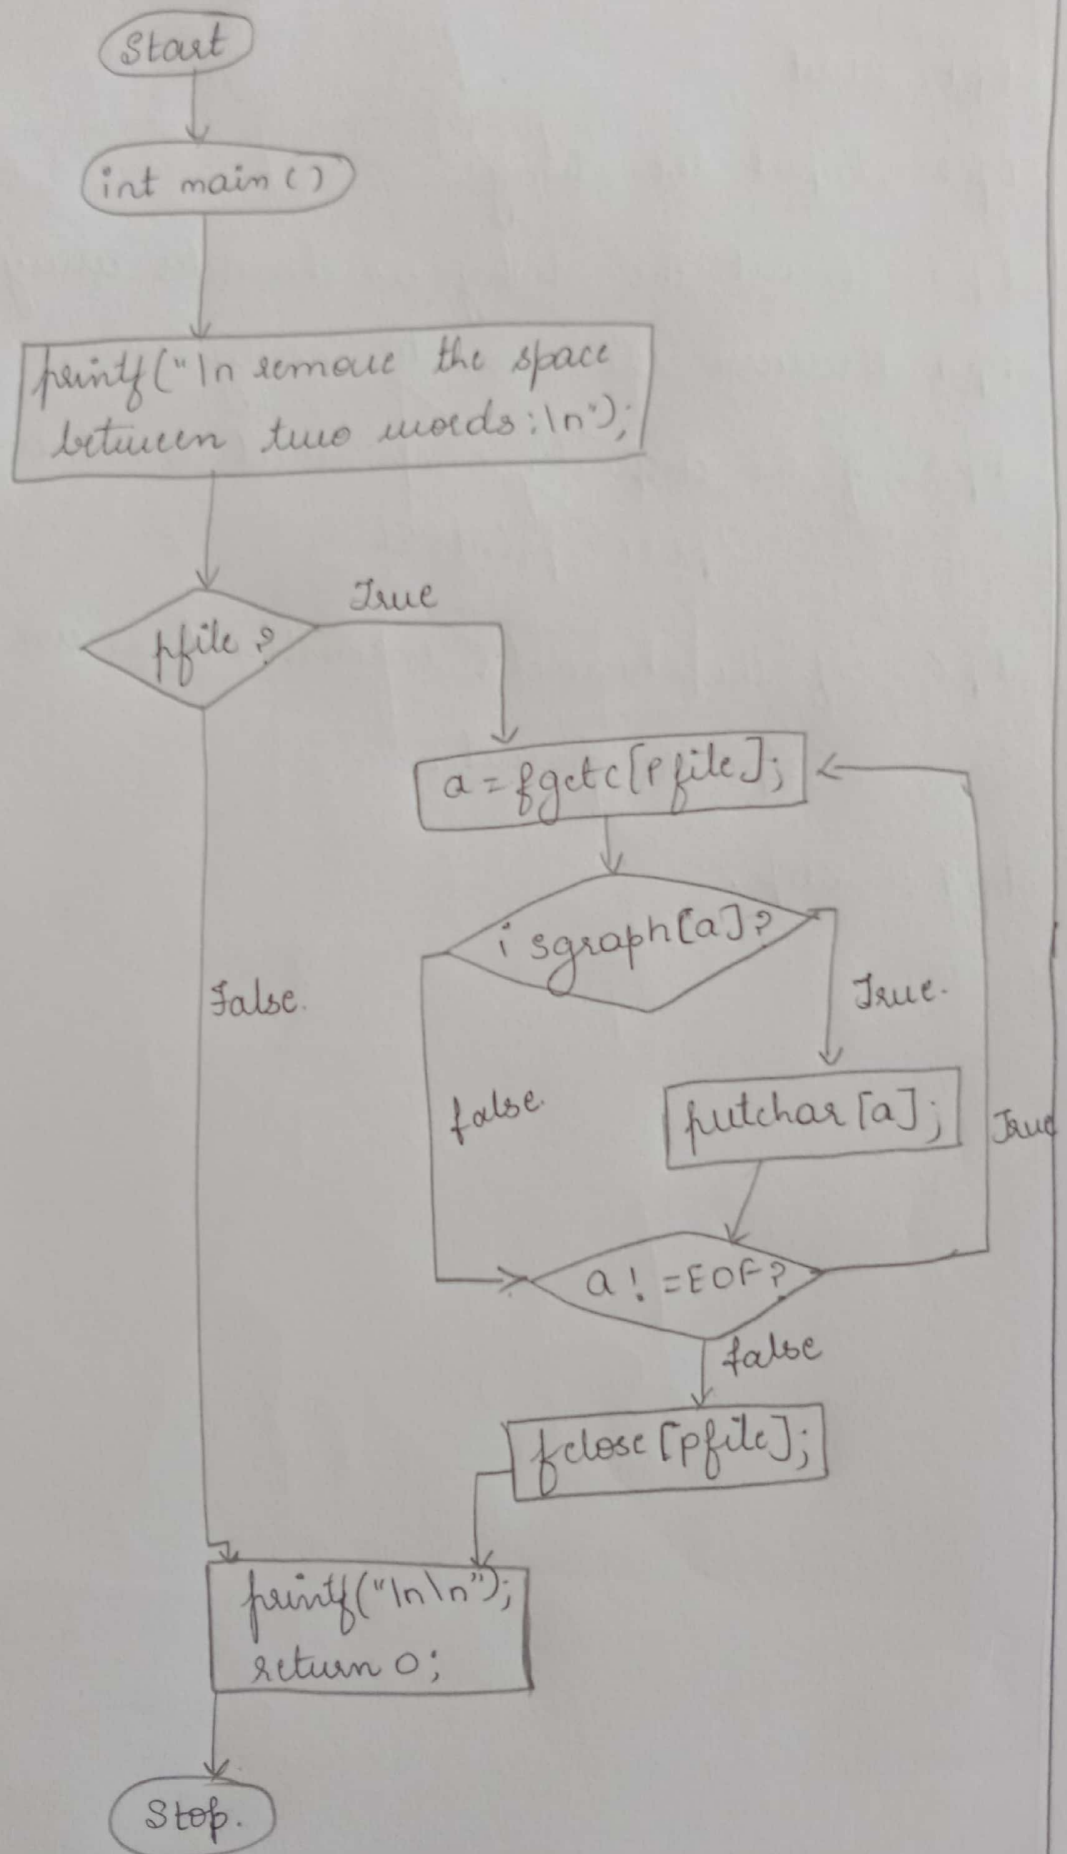 Start
int main ()
printf("\n remove the space
between two words:\n");
pfile ?
True
a = fgetc[pfile];
isgraph[a]?
False.
True.
false.
putchar[a];
True
a! = EOF?
false
fclose[pfile];
printf("\n\n");
return 0;
Stop.